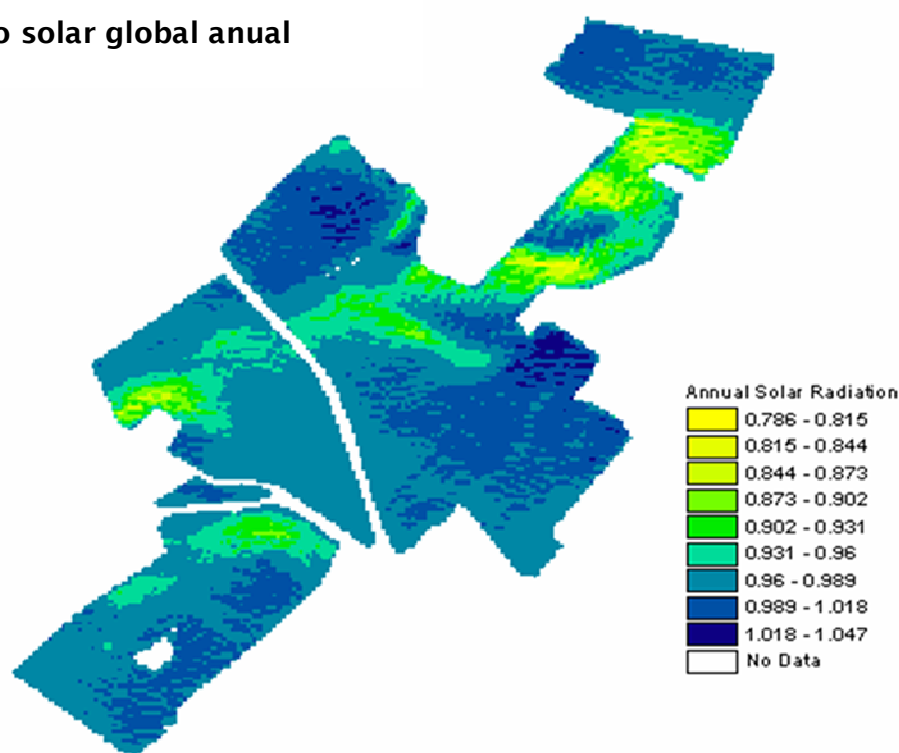 o solar global anual
Annual Solar Radiation
0.786 - 0.815
0.815 - 0.844
0.844 - 0.873
0.873 - 0.902
0.902 - 0.931
0.931 - 0.96
0.96 - 0.989
0.989 - 1.018
1.018 - 1.047
No Data